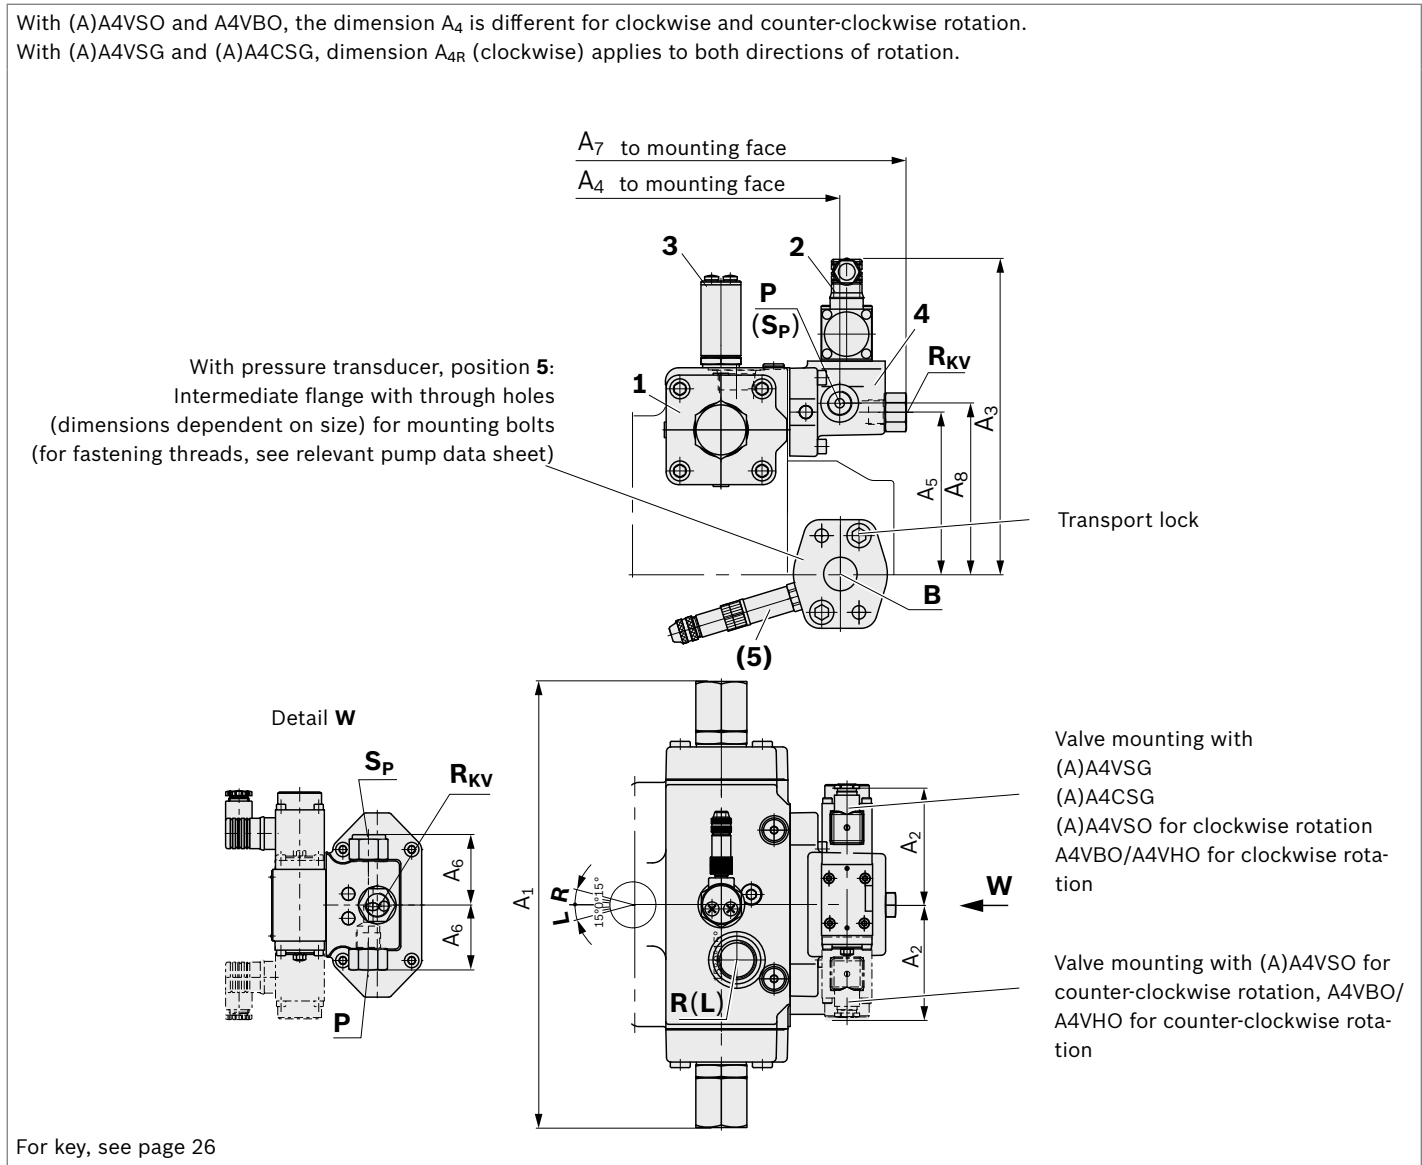 With (A)A4VSO and A4VBO, the dimension A4 is different for clockwise and counter-clockwise rotation.
With (A)A4VSG and (A)A4CSG, dimension A4R (clockwise) applies to both directions of rotation.
A7 to mounting face
A4 to mounting face
3
2
P
(SP)
4
RKV
With pressure transducer, position 5:
Intermediate flange with through holes
(dimensions dependent on size) for mounting bolts
(for fastening threads, see relevant pump data sheet)
1
A3
A5
A8
Transport lock
B
(5)
Detail W
SP
RKV
A6
A6
P
A1
L R
15°0°15°
R(L)
A2
A2
W
Valve mounting with
(A)A4VSG
(A)A4CSG
(A)A4VSO for clockwise rotation
A4VBO/A4VHO for clockwise rota-
tion
Valve mounting with (A)A4VSO for
counter-clockwise rotation, A4VBO/
A4VHO for counter-clockwise rota-
tion
For key, see page 26